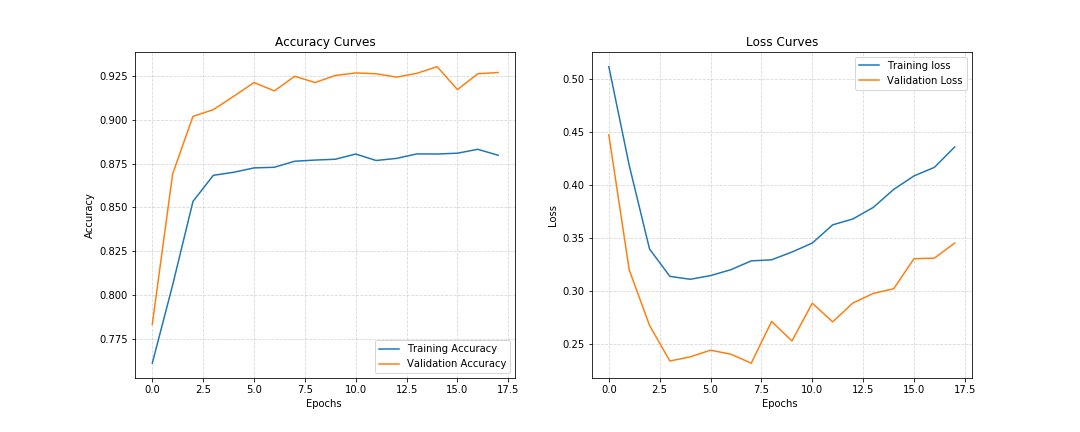 Accuracy Curves
0.925
0.900
0.875
0.850
0.825
0.800
0.775
Accuracy
0.0 2.5 5.0 7.5 10.0 12.5 15.0 17.5
Epochs
Training Accuracy
Validation Accuracy
Loss Curves
0.50
0.45
0.40
0.35
0.30
0.25
Loss
0.0 2.5 5.0 7.5 10.0 12.5 15.0 17.5
Epochs
Training loss
Validation Loss